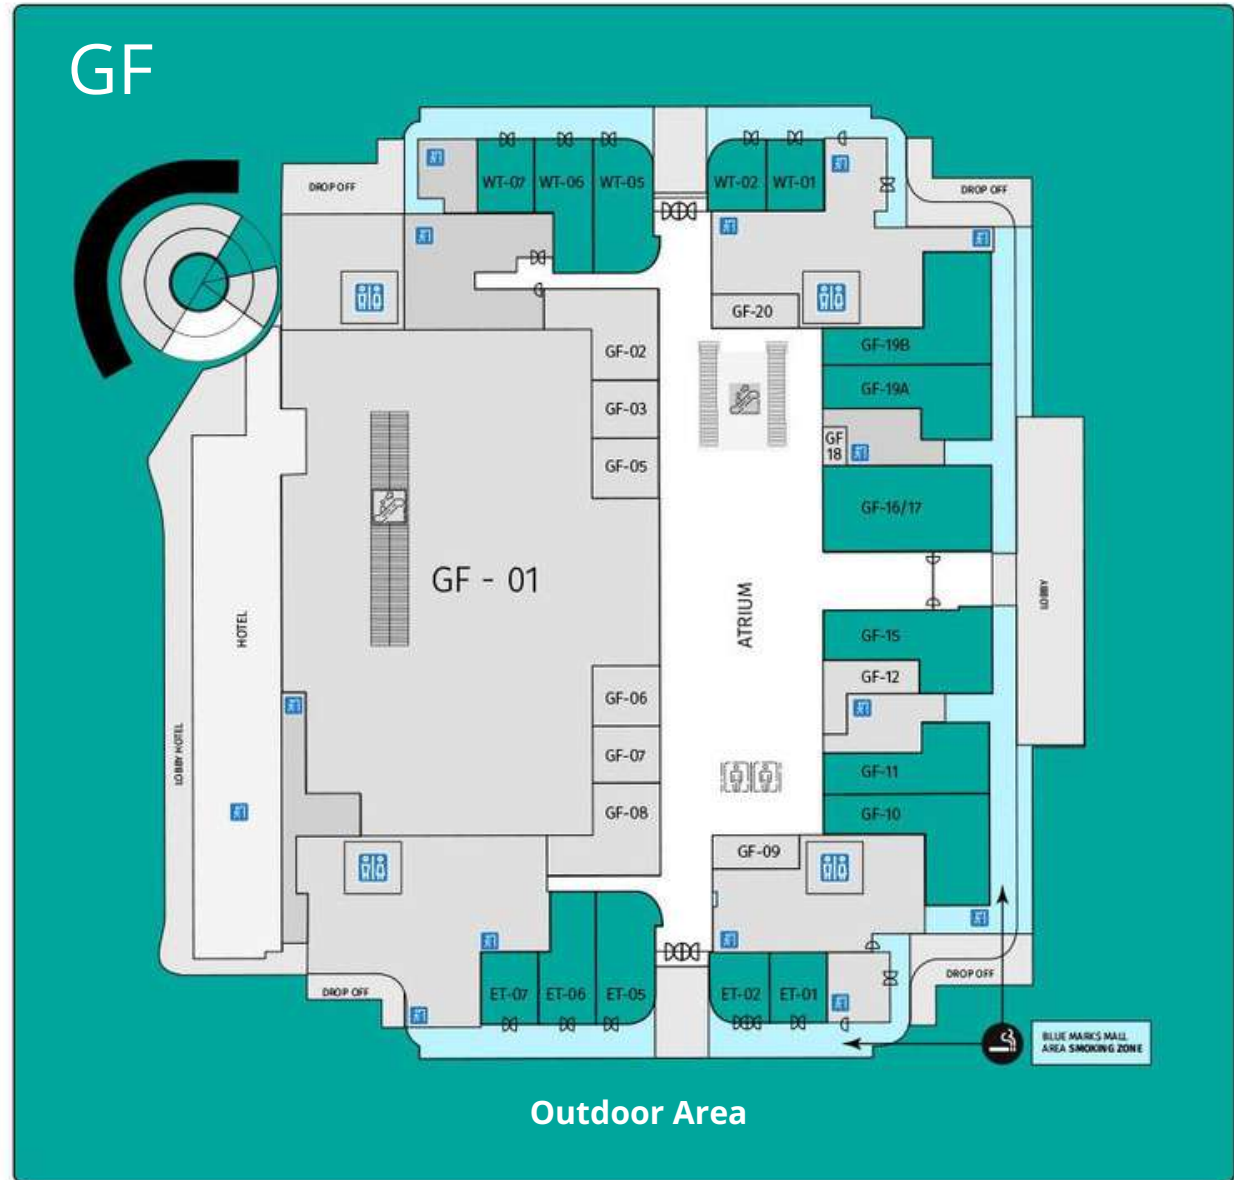 GF
DROP OFF
WT-07
WT-06
WT-05
WT-02
WT-01
DROP OFF
GF-20
GF-02
GF-19B
GF-03
GF-19A
GF
18
GF-05
GF-16/17
GF - 01
HOTEL
ATRIUM
LOBBY
GF-15
GF-12
GF-06
LOBBY HOTEL
GF-07
GF-11
GF-08
GF-10
GF-09
DROP OFF
DROP OFF
ET-07
ET-06
ET-05
ET-02
ET-01
BLUE MARKS MALL
AREA SMOKING ZONE
Outdoor Area